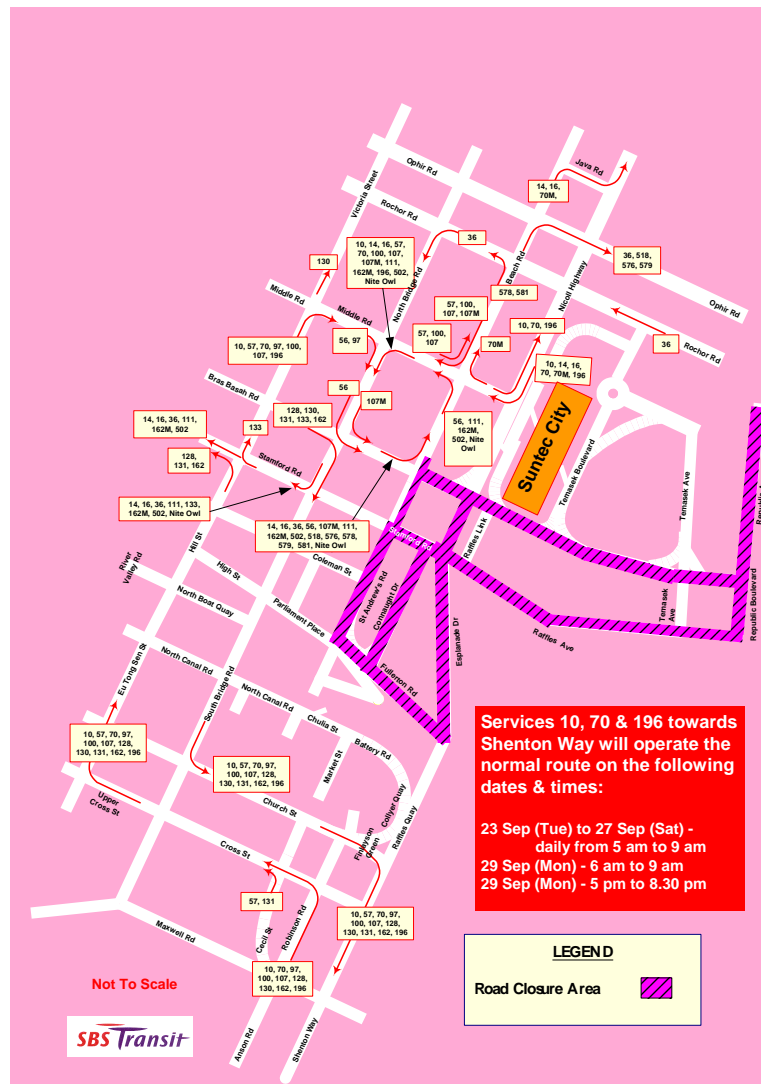 Java Rd
Ophir Rd
14, 16,
70M,
Victoria Street
Rochor Rd
36
10, 14, 16, 57,
70, 100, 107,
107M, 111,
162M, 196, 502,
Nite Owl
36, 518,
576, 579
130
North Bridge Rd
Beach Rd
Nicoll Highway
578, 581
Middle Rd
57, 100,
107, 107M
Ophir Rd
Middle Rd
10, 70, 196
56, 97
57, 100,
107
10, 57, 70, 97, 100,
107, 196
70M
36
Rochor Rd
10, 14, 16,
70, 70M, 196
Bras Basah Rd
56
107M
128, 130,
131, 133, 162
56, 111,
162M,
502, Nite
Owl
14, 16, 36, 111,
162M, 502
133
Suntec City
Temasek Boulevard
Temasek Ave
128,
131, 162
Stamford Rd
14, 16, 36, 111, 133,
162M, 502, Nite Owl
14, 16, 36, 56, 107M, 111,
162M, 502, 518, 576, 578,
579, 581, Nite Owl
Stamford Rd
Raffles Link
Hill St
Coleman St
River
Valley Rd
High St
St Andrew's Rd
Connaught Dr
North Boat Quay
Parliament Place
Esplanade Dr
Raffles Ave
Temasek
Ave
Republic Boulevard
North Canal Rd
Fullerton Rd
Eu Tong Sen St
South Bridge Rd
North Canal Rd
Chulia St
Battery Rd
Market St
10, 57, 70, 97,
100, 107, 128,
130, 131, 162, 196
10, 57, 70, 97,
100, 107, 128,
130, 131, 162, 196
Upper
Cross St
Church St
Collyer Quay
Raffles Quay
Finlayson
Green
Cross St
57, 131
Cecil St
Robinson Rd
10, 57, 70, 97,
100, 107, 128,
130, 131, 162, 196
Maxwell Rd
10, 70, 97,
100, 107, 128,
130, 162, 196
Anson Rd
Shenton Way
Services 10, 70 & 196 towards
Shenton Way will operate the
normal route on the following
dates & times:
23 Sep (Tue) to 27 Sep (Sat) -
daily from 5 am to 9 am
29 Sep (Mon) - 6 am to 9 am
29 Sep (Mon) - 5 pm to 8.30 pm
LEGEND
Road Closure Area
Not To Scale
SBS Transit